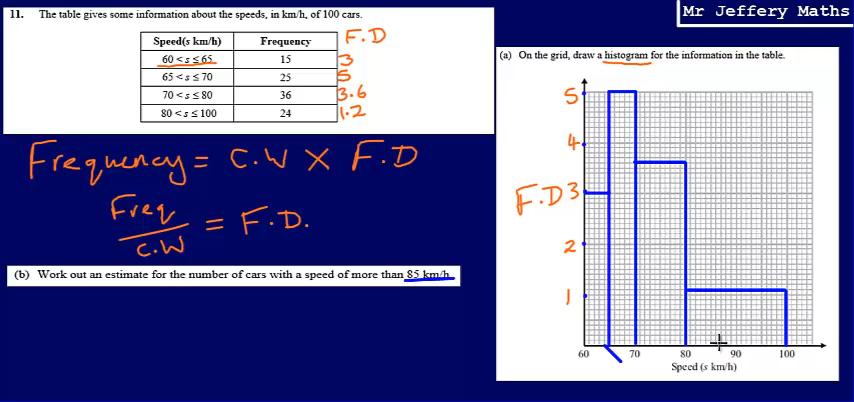 Mr Jeffery Maths
11. The table gives some information about the speeds, in km/h, of 100 cars.
Speed(s km/h) Frequency F.D
60 < s ≤ 65 15 3
65 < s ≤ 70 25 5
70 < s ≤ 80 36 3.6
80 < s ≤ 100 24 1.2
Frequency = C.W X F.D
Freq
C.W
= F.D.
(b) Work out an estimate for the number of cars with a speed of more than 85 km/h.
(a) On the grid, draw a histogram for the information in the table.
5
4
F.D 3
2
1
60 70 80 90 100
Speed (s km/h)